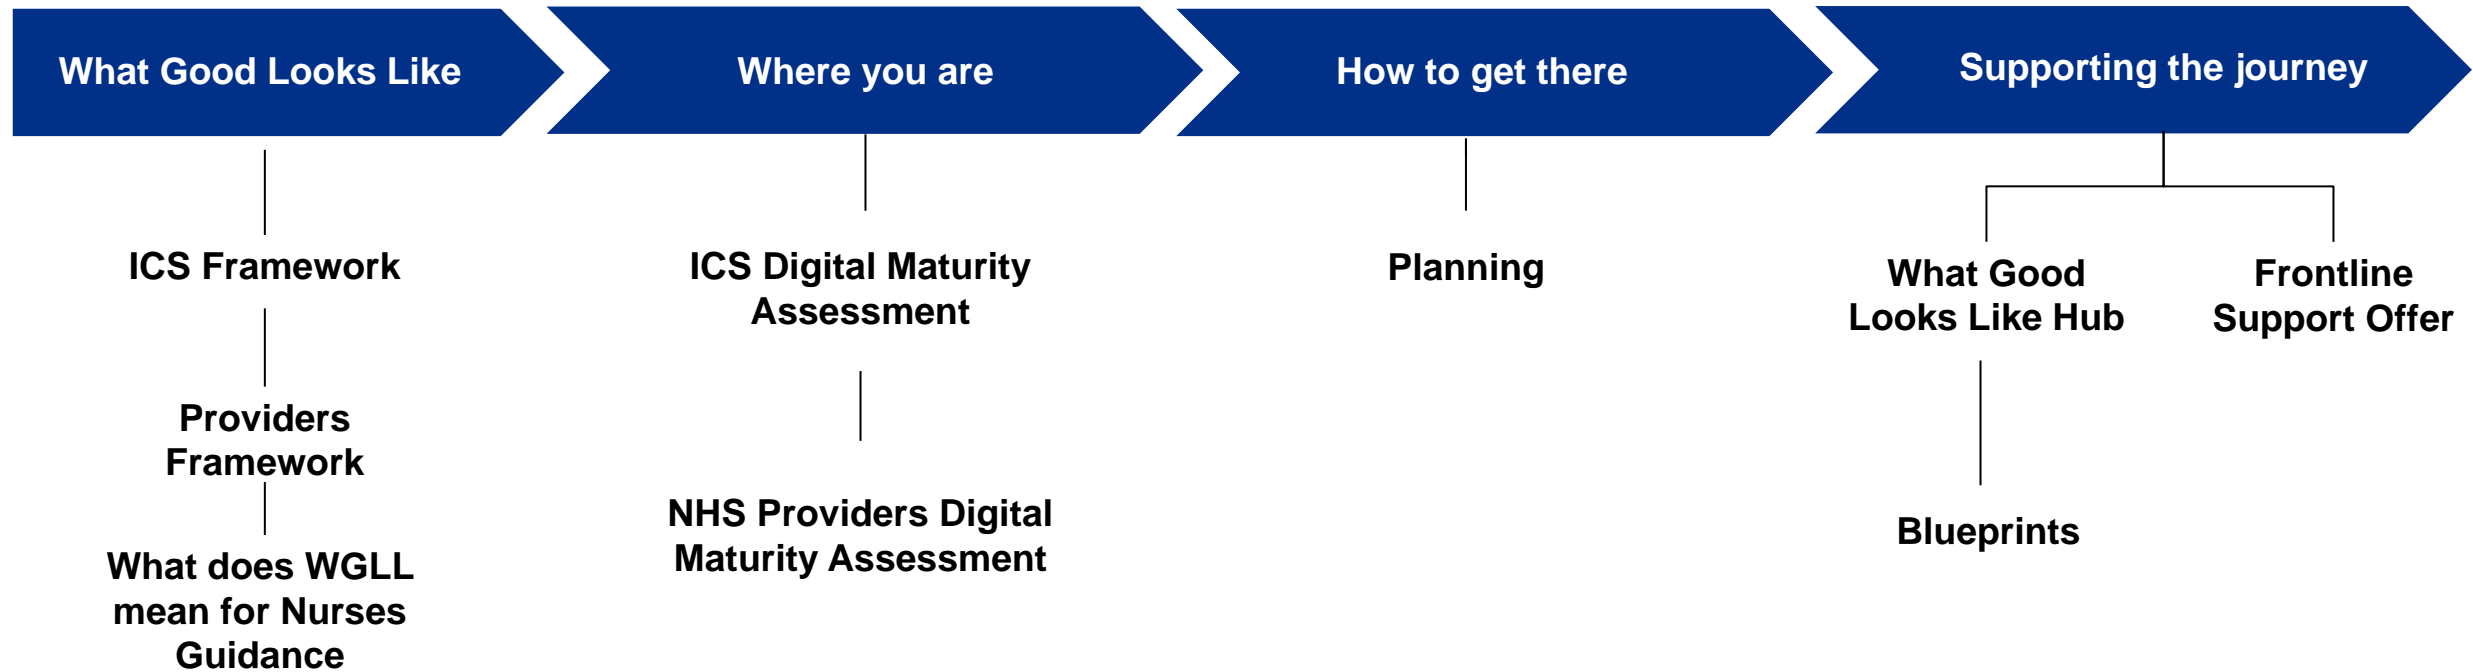 What Good Looks Like
Where you are
How to get there
Supporting the journey
ICS Framework
Providers
Framework
What does WGLL
mean for Nurses
Guidance
ICS Digital Maturity
Assessment
NHS Providers Digital
Maturity Assessment
Planning
What Good
Looks Like Hub
Blueprints
Frontline
Support Offer